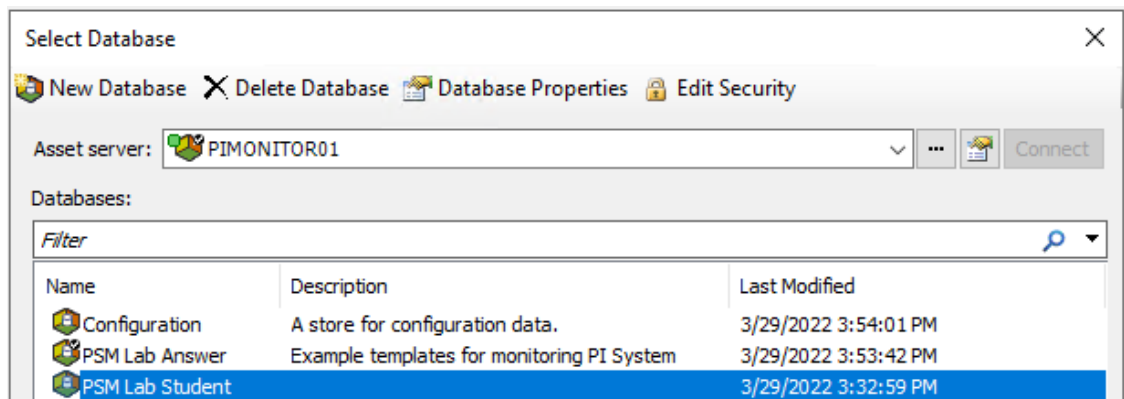 Select Database
New Database Delete Database Database Properties Edit Security
Asset server: PIMONITOR01 ... Connect
Databases:
Filter
Name Description Last Modified
Configuration A store for configuration data. 3/29/2022 3:54:01 PM
PSM Lab Answer Example templates for monitoring PI System 3/29/2022 3:53:42 PM
PSM Lab Student 3/29/2022 3:32:59 PM